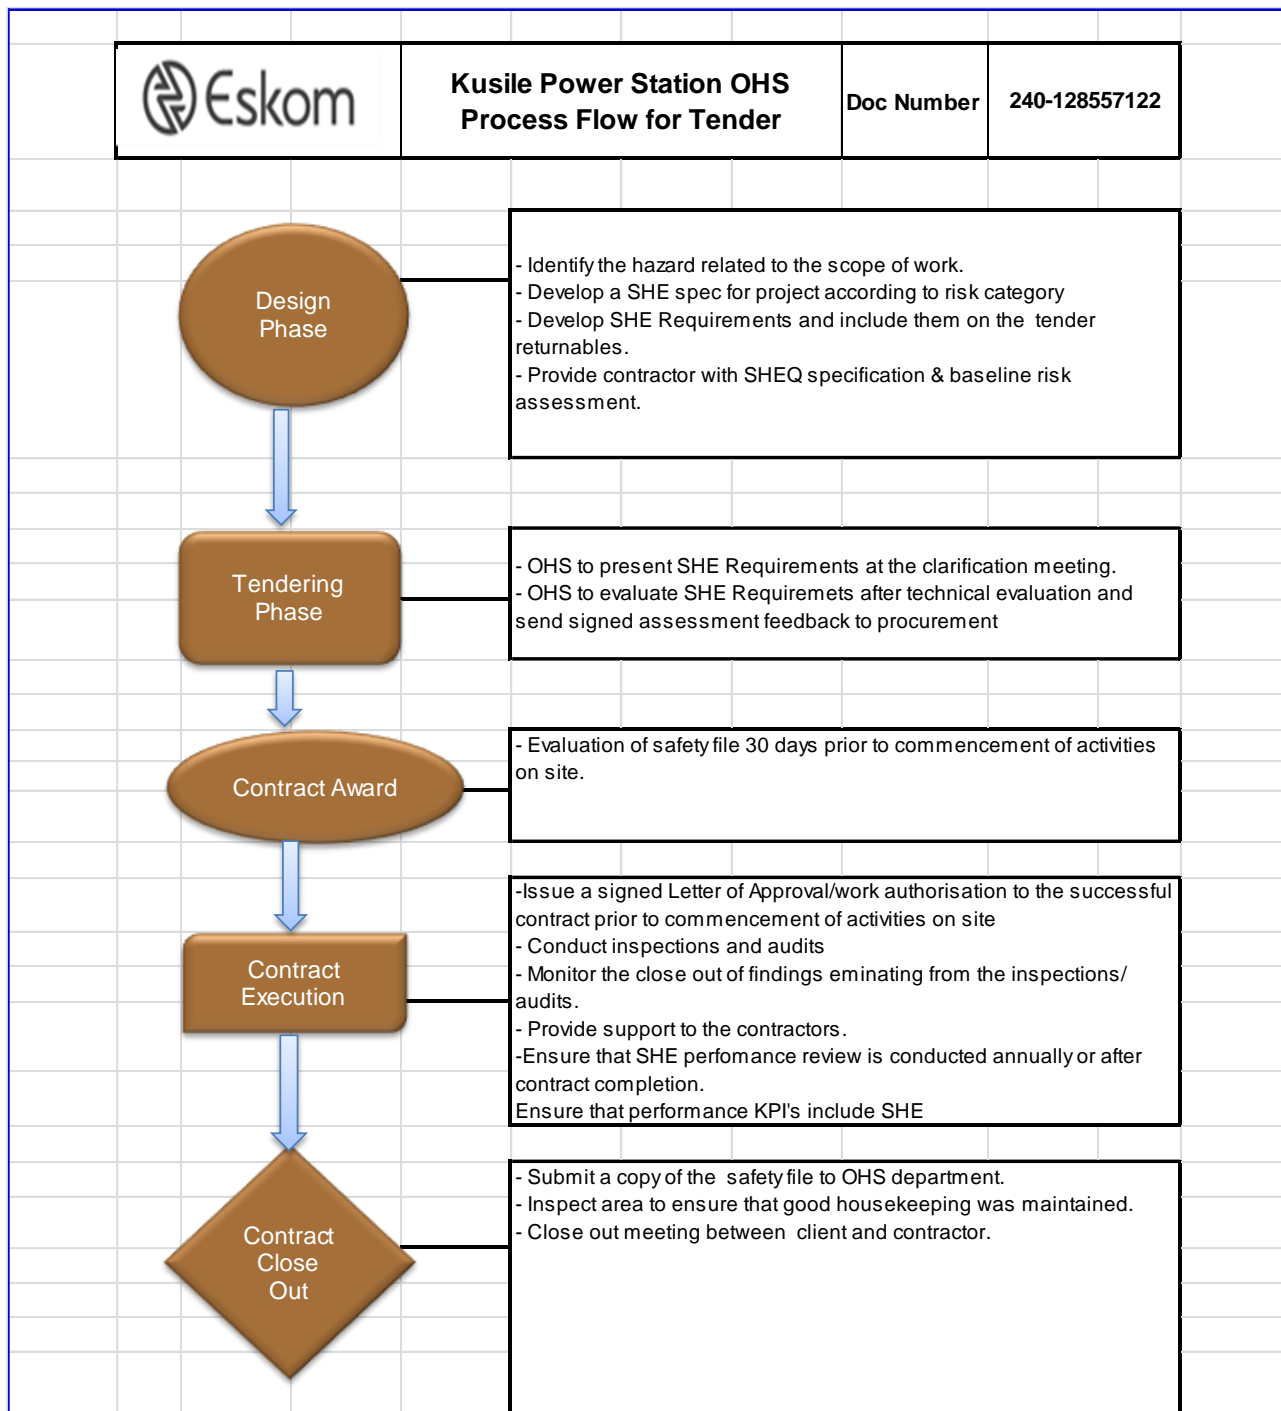 Eskom
Kusile Power Station OHS
Process Flow for Tender
Doc Number
240-128557122
Design
Phase
- Identify the hazard related to the scope of work.
- Develop a SHE spec for project according to risk category
- Develop SHE Requirements and include them on the  tender
returnables.
- Provide contractor with SHEQ specification & baseline risk
assessment.
Tendering
Phase
- OHS to present SHE Requirements at the clarification meeting.
- OHS to evaluate SHE Requiremets after technical evaluation and
send signed assessment feedback to procurement
Contract Award
- Evaluation of safety file 30 days prior to commencement of activities
on site.
Contract
Execution
-Issue a signed Letter of Approval/work authorisation to the successful
contract prior to commencement of activities on site
- Conduct inspections and audits
- Monitor the close out of findings eminating from the inspections/
audits.
- Provide support to the contractors.
-Ensure that SHE perfomance review is conducted annually or after
contract completion.
Ensure that performance KPI's include SHE
Contract
Close
Out
- Submit a copy of the  safety file to OHS department.
- Inspect area to ensure that good housekeeping was maintained.
- Close out meeting between  client and contractor.